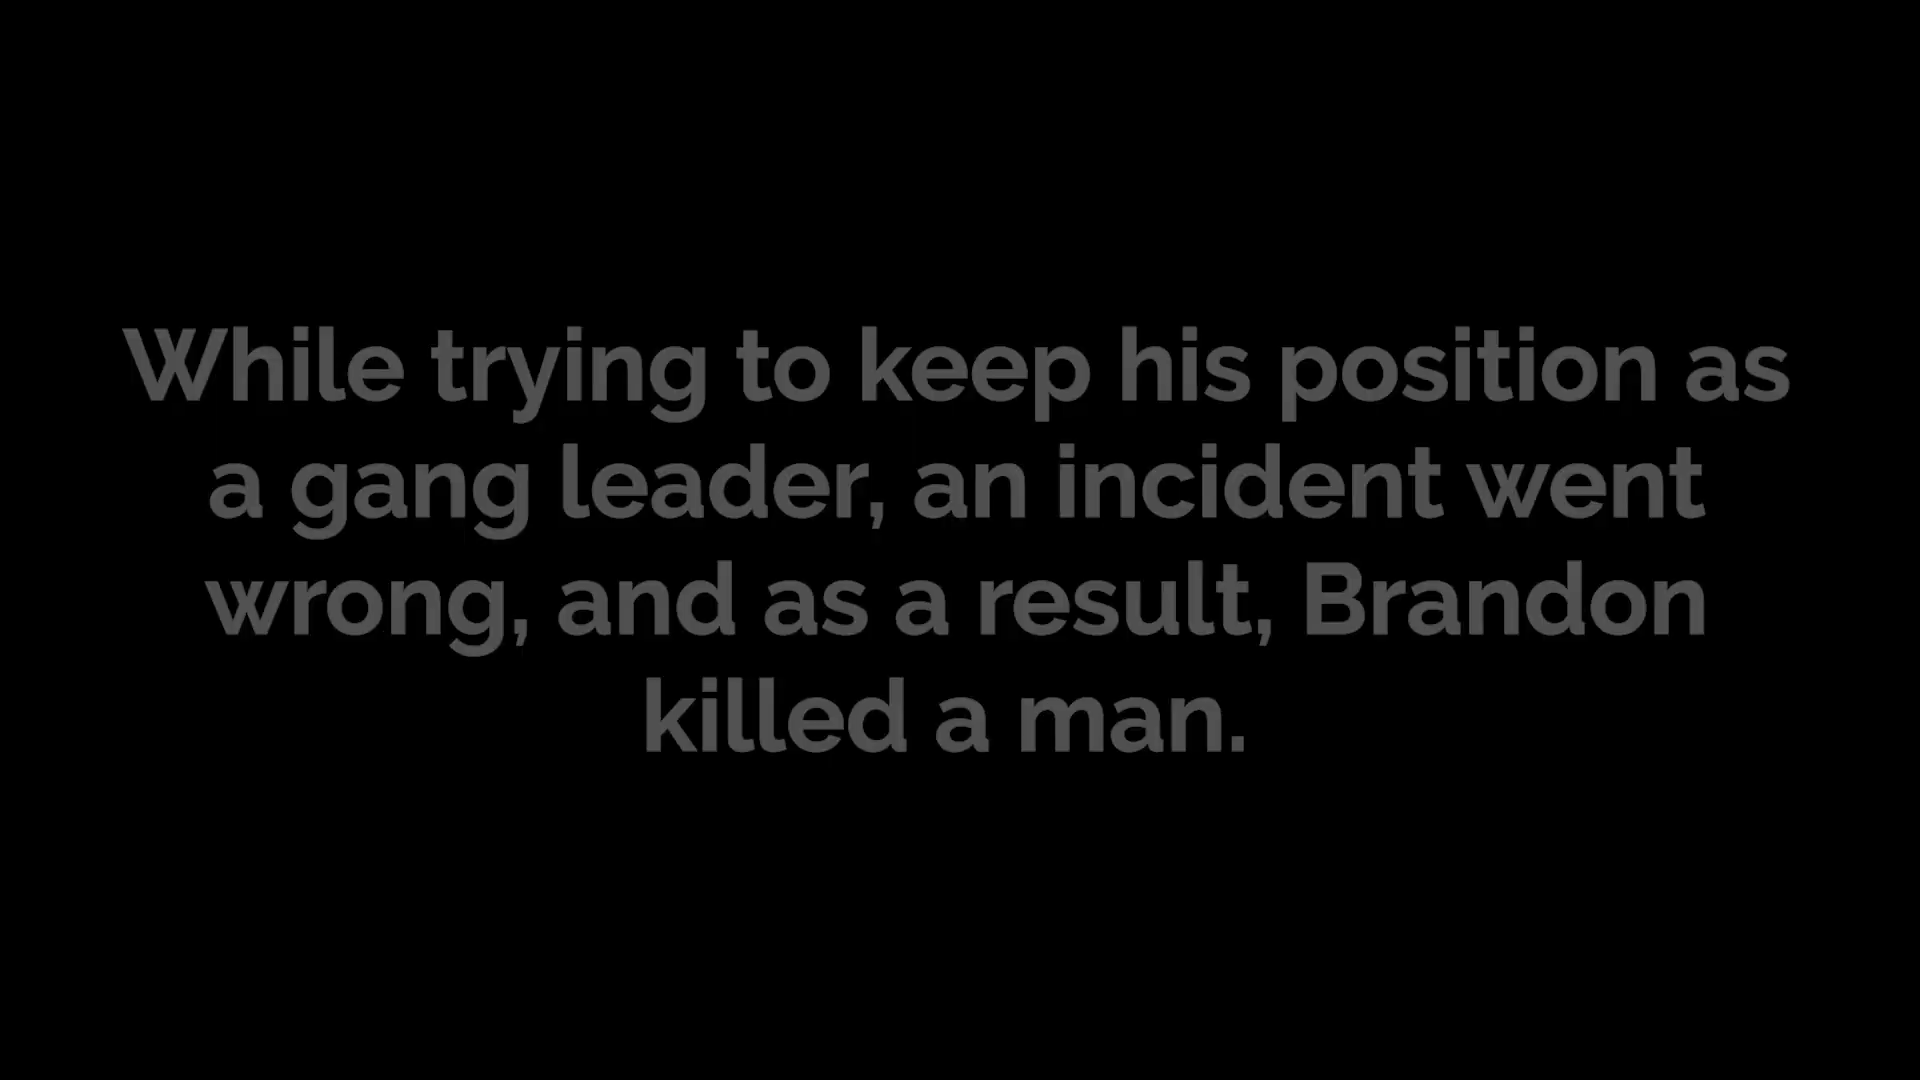 While trying to keep his position as
a gang leader, an incident went
wrong, and as a result, Brandon
killed a man.